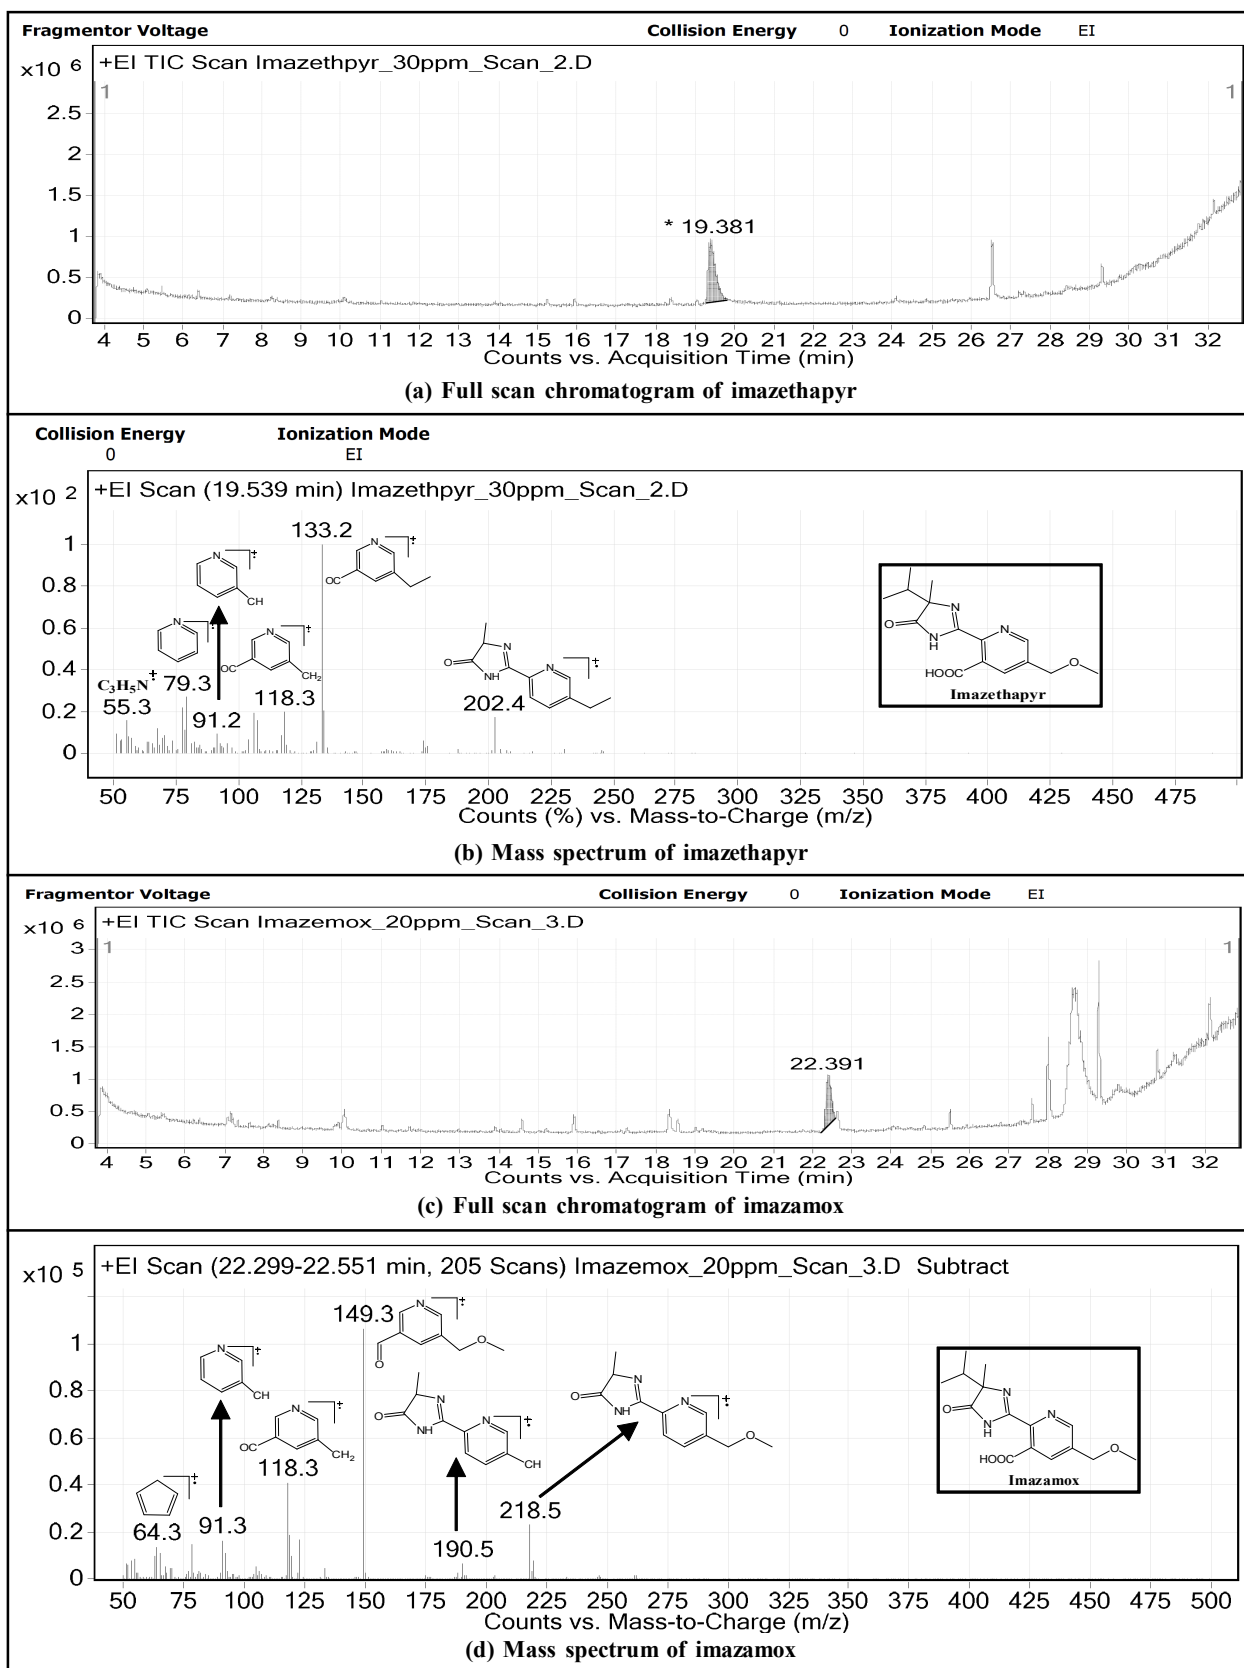 Fragmentor Voltage Collision Energy 0 Ionization Mode EI
x10 6 +EI TIC Scan Imazethpyr_30ppm_Scan_2.D
1 1
2.5
2
1.5
* 19.381
1
0.5
0
4 5 6 7 8 9 10 11 12 13 14 15 16 17 18 19 20 21 22 23 24 25 26 27 28 29 30 31 32
Counts vs. Acquisition Time (min)
(a) Full scan chromatogram of imazethapyr
Collision Energy Ionization Mode
0 EI
x10 2 +EI Scan (19.539 min) Imazethpyr_30ppm_Scan_2.D
133.2
1
0.8
0.6
0.4
0.2
0
N
CH
N
N
OC
CH2
N
OC
N
O
NH
N
C3H5N+ 79.3
55.3
91.2
118.3
202.4
N
O
N
H
N
HOOC
O
Imazethapyr
50 75 100 125 150 175 200 225 250 275 300 325 350 375 400 425 450 475
Counts (%) vs. Mass-to-Charge (m/z)
(b) Mass spectrum of imazethapyr
Fragmentor Voltage Collision Energy 0 Ionization Mode EI
x10 6 +EI TIC Scan Imazemox_20ppm_Scan_3.D
3
1 1
2.5
2
1.5
22.391
1
0.5
0
4 5 6 7 8 9 10 11 12 13 14 15 16 17 18 19 20 21 22 23 24 25 26 27 28 29 30 31 32
Counts vs. Acquisition Time (min)
(c) Full scan chromatogram of imazamox
x10 5 +EI Scan (22.299-22.551 min, 205 Scans) Imazemox_20ppm_Scan_3.D Subtract
149.3
1
0.8
0.6
0.4
0.2
0
N
O
O
N
CH
N
OC
CH2
N
O
NH
N
CH
N
O
NH
N
O
118.3
64.3
91.3
190.5
218.5
N
O
N
H
N
HOOC
O
Imazamox
50 75 100 125 150 175 200 225 250 275 300 325 350 375 400 425 450 475 500
Counts vs. Mass-to-Charge (m/z)
(d) Mass spectrum of imazamox